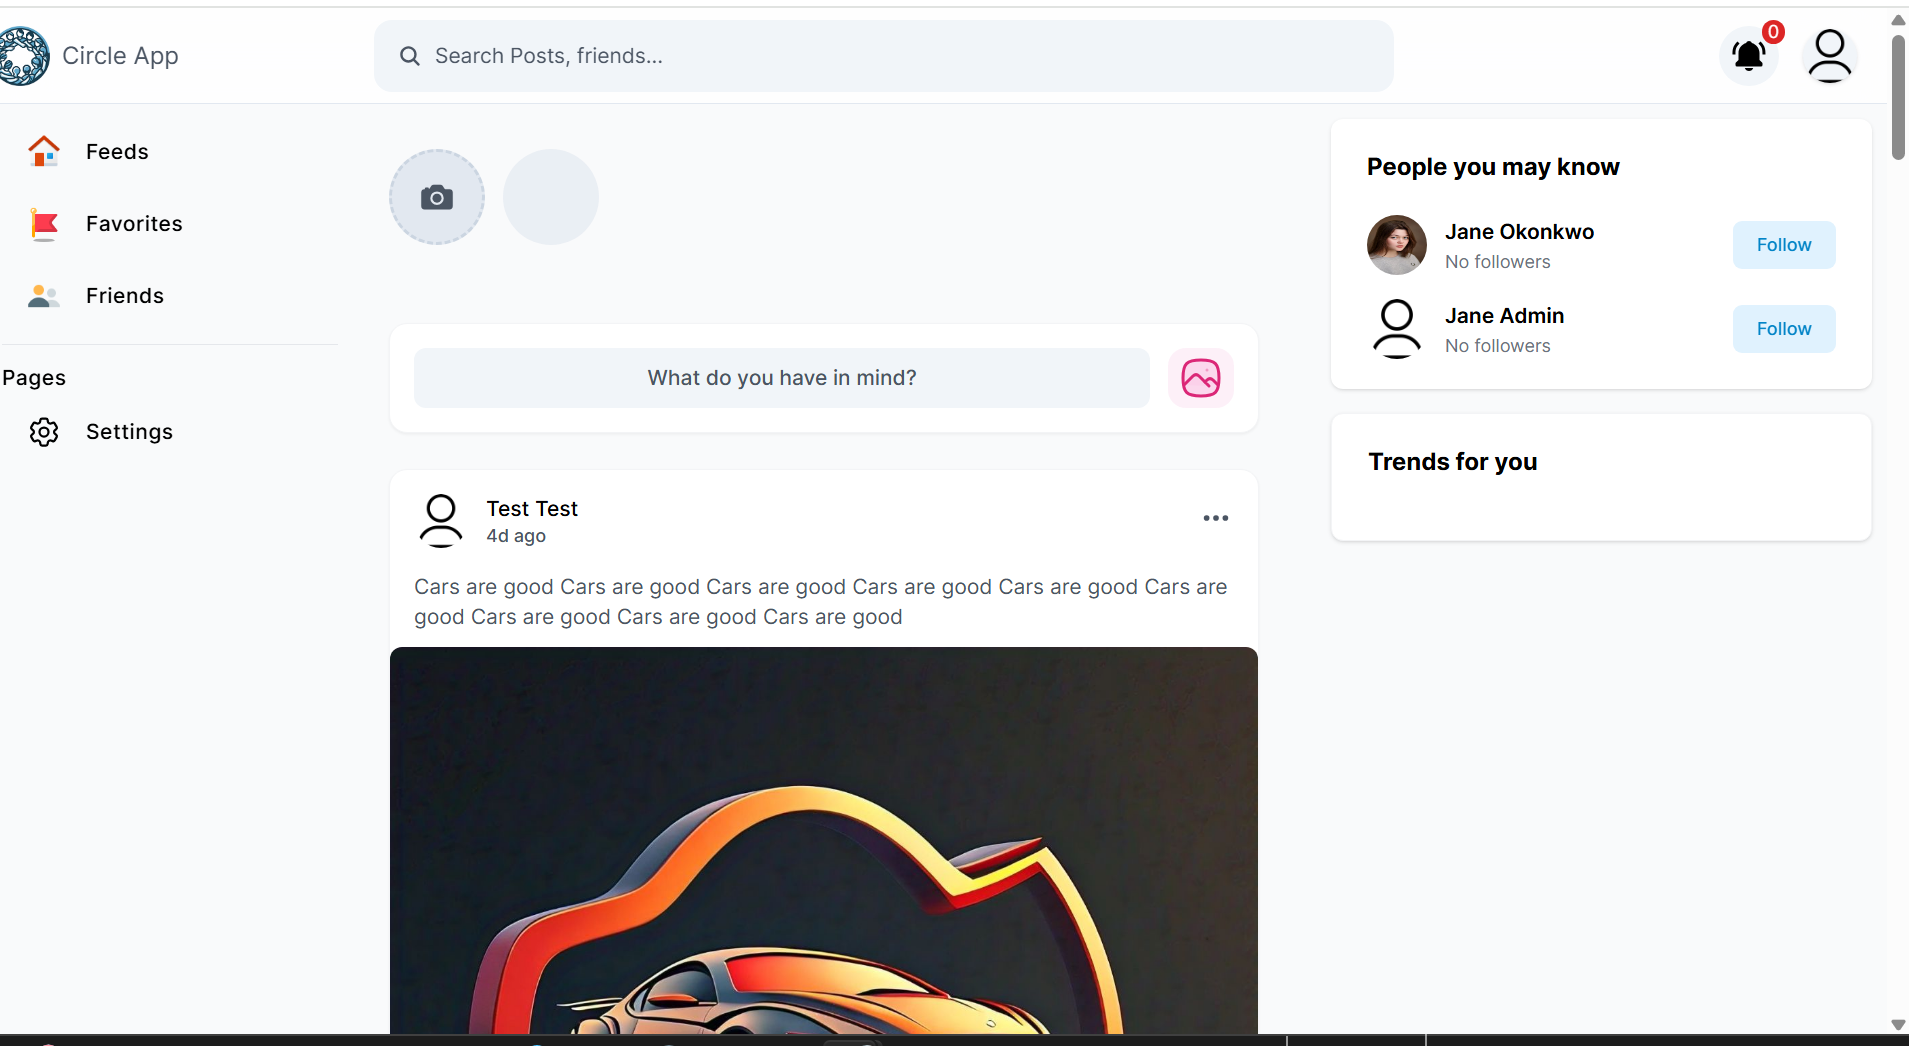 Circle App
Search Posts, friends...
0
Feeds
Favorites
Friends
Pages
Settings
What do you have in mind?
Test Test
4d ago
Cars are good Cars are good Cars are good Cars are good Cars are good Cars are
good Cars are good Cars are good Cars are good
People you may know
Jane Okonkwo
No followers
Follow
Jane Admin
No followers
Follow
Trends for you